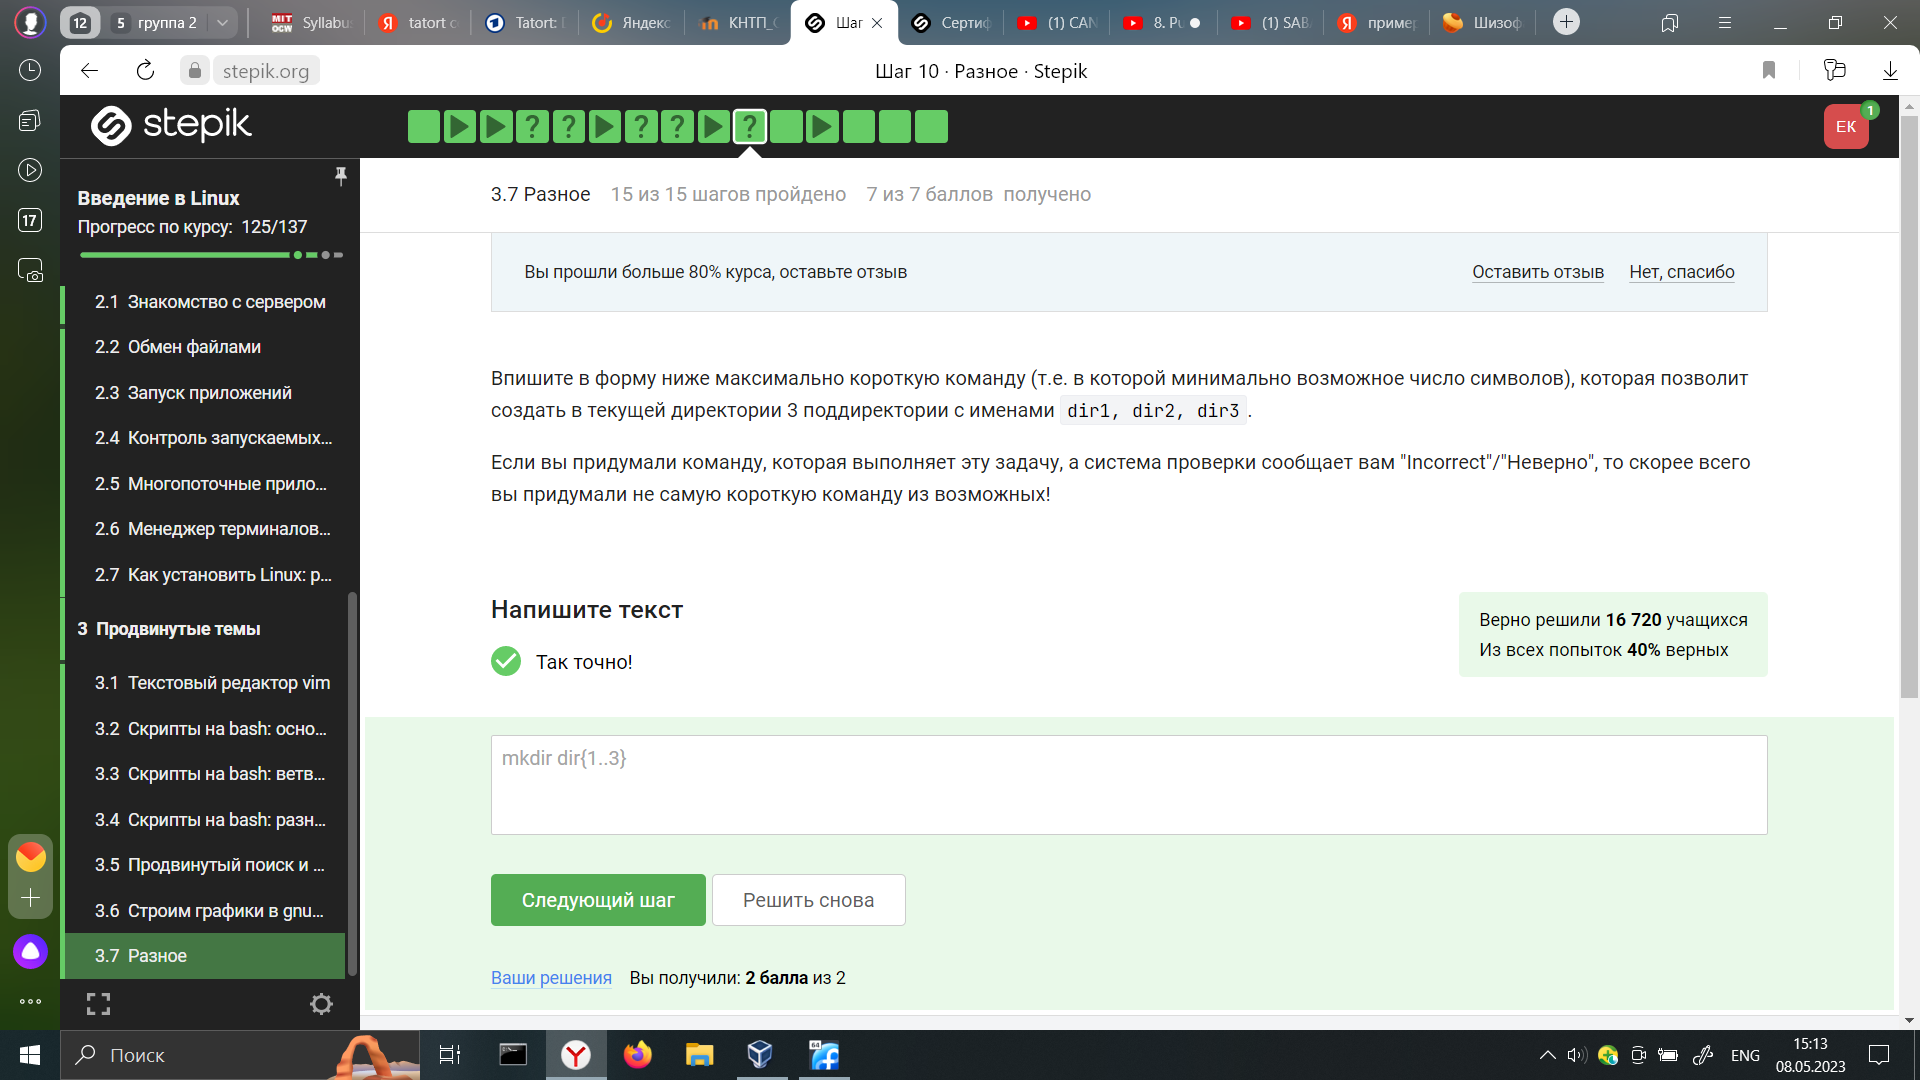 12
5 группа 2
MIT OCW
Syllabu
tatort c
Tatort:
Яндекс
КНТП_С
Шаг
Сертиф
(1) CAN
8. Pu
(1) SAB
пример
Шизоф
stepik.org
Шаг 10 · Разное · Stepik
stepik
? ? ? ? ?
ЕК
1
17
Введение в Linux
Прогресс по курсу: 125/137
2.1 Знакомство с сервером
2.2 Обмен файлами
2.3 Запуск приложений
2.4 Контроль запускаемых...
2.5 Многопоточные прило...
2.6 Менеджер терминалов...
2.7 Как установить Linux: р...
3 Продвинутые темы
3.1 Текстовый редактор vim
3.2 Скрипты на bash: осно...
3.3 Скрипты на bash: ветв...
3.4 Скрипты на bash: разн...
3.5 Продвинутый поиск и ...
3.6 Строим графики в gnu...
3.7 Разное
3.7 Разное 15 из 15 шагов пройдено 7 из 7 баллов получено
Вы прошли больше 80% курса, оставьте отзыв
Оставить отзыв
Нет, спасибо
Впишите в форму ниже максимально короткую команду (т.е. в которой минимально возможное число символов), которая позволит
создать в текущей директории 3 поддиректории с именами dir1, dir2, dir3 .
Если вы придумали команду, которая выполняет эту задачу, а система проверки сообщает вам "Incorrect"/"Неверно", то скорее всего
вы придумали не самую короткую команду из возможных!
Напишите текст
Так точно!
Верно решили 16 720 учащихся
Из всех попыток 40% верных
mkdir dir{1..3}
Следующий шаг
Решить снова
Ваши решения Вы получили: 2 балла из 2
Поиск
64
ENG
15:13
08.05.2023